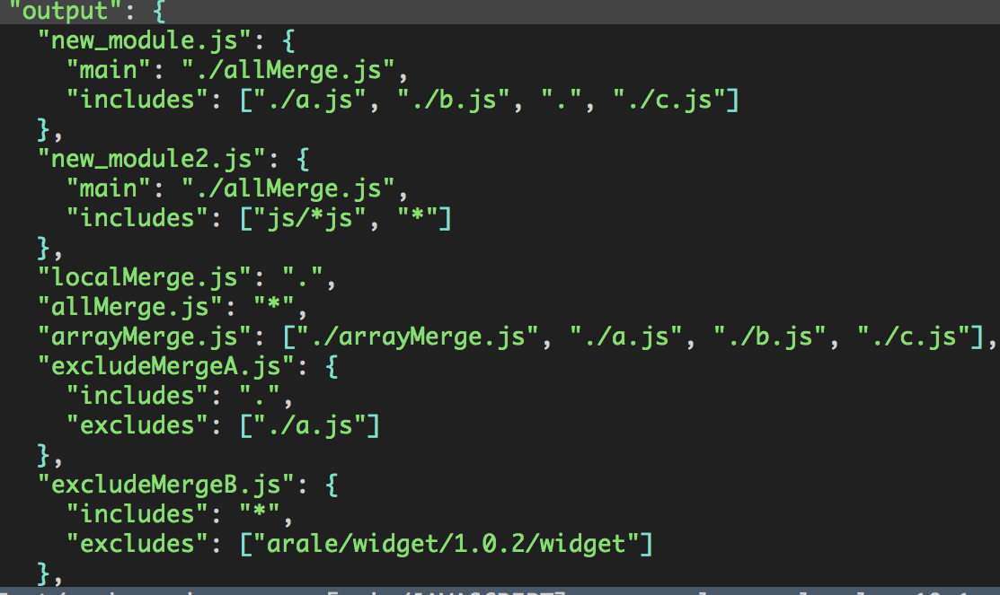 "output": {
"new_module.js": {
"main": "./allMerge.js",
"includes": ["./a.js", "./b.js", ".", "./c.js"]
},
"new_module2.js": {
"main": "./allMerge.js",
"includes": ["js/*js", "*"]
},
"localMerge.js": ".",
"allMerge.js": "*",
"arrayMerge.js": ["./arrayMerge.js", "./a.js", "./b.js", "./c.js"],
"excludeMergeA.js": {
"includes": ".",
"excludes": ["./a.js"]
},
"excludeMergeB.js": {
"includes": "*",
"excludes": ["arale/widget/1.0.2/widget"]
},